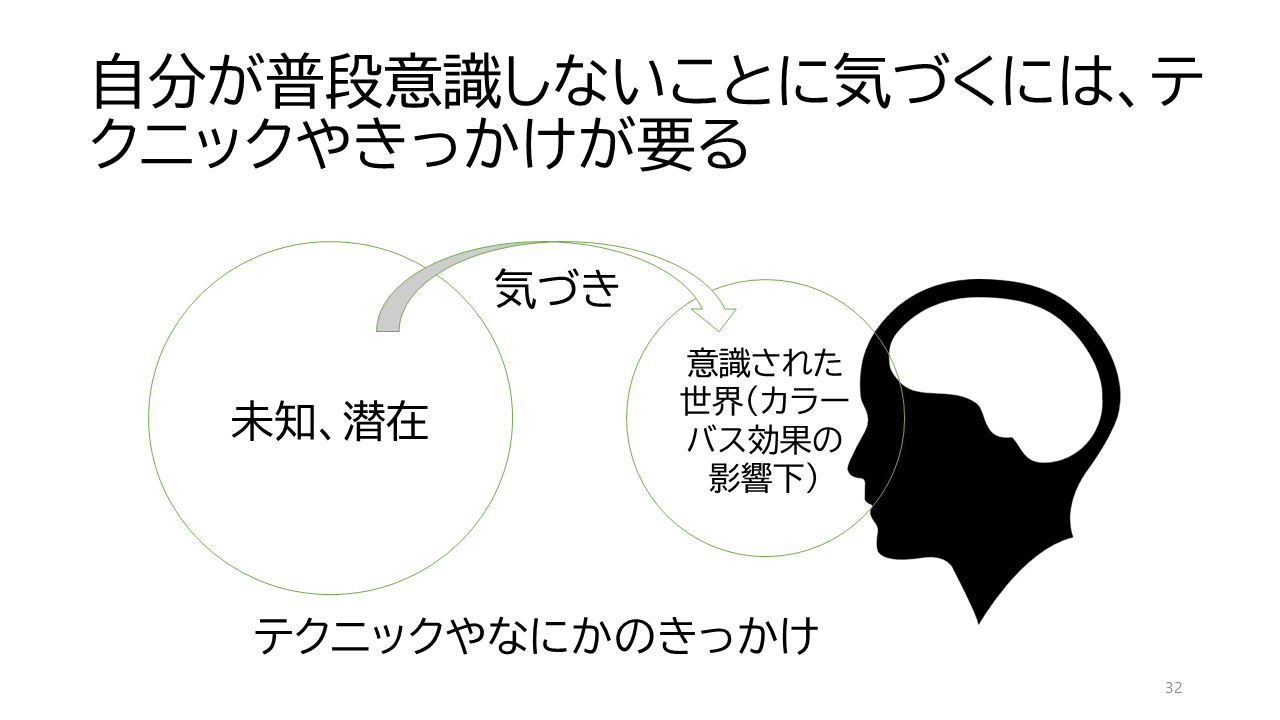 自分が普段意識しないことに気づくには、テ
クニックやきっかけが要る
気づき
未知、潜在
意識された
世界（カラー
バス効果の
影響下）
テクニックやなにかのきっかけ
32